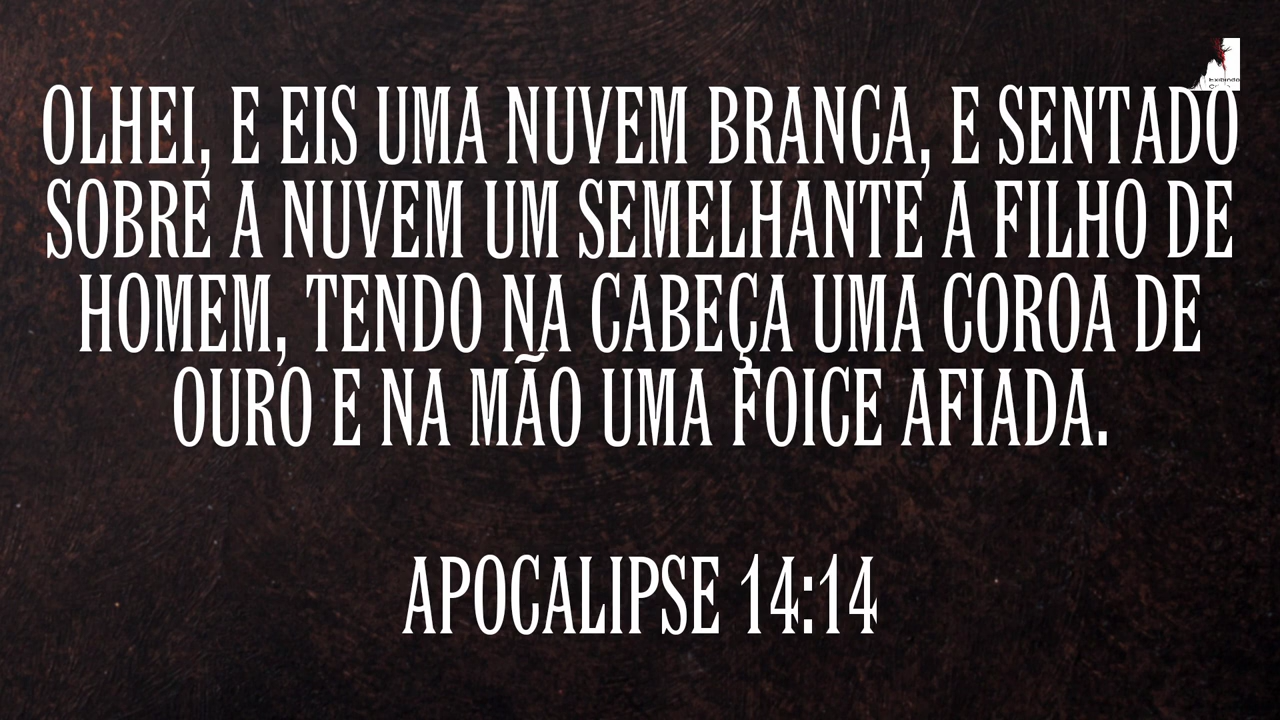 OLHEI, E EIS UMA NUVEM BRANCA, E SENTADO
SOBRE A NUVEM UM SEMELHANTE A FILHO DE
HOMEM, TENDO NA CABEÇA UMA COROA DE
OURO E NA MÃO UMA FOICE AFIADA.
APOCALIPSE 14:14